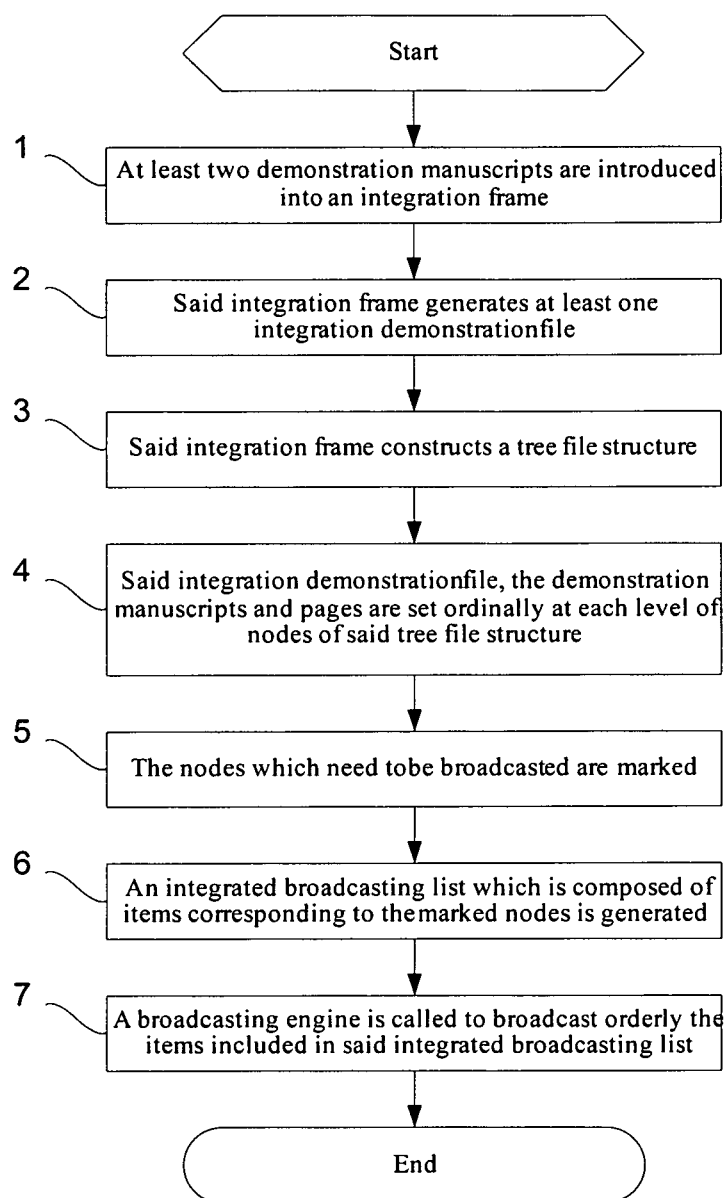 Start
1
At least two demonstration manuscripts are introduced
into an integration frame
2
Said integration frame generates at least one
integration demonstrationfile
3
Said integration frame constructs a tree file structure
4
Said integration demonstrationfile, the demonstration
manuscripts and pages are set ordinally at each level of
nodes of said tree file structure
5
The nodes which need tobe broadcasted are marked
6
An integrated broadcasting list which is composed of
items corresponding to themarked nodes is generated
7
A broadcasting engine is called to broadcast orderly the
items included in said integrated broadcasting list
End